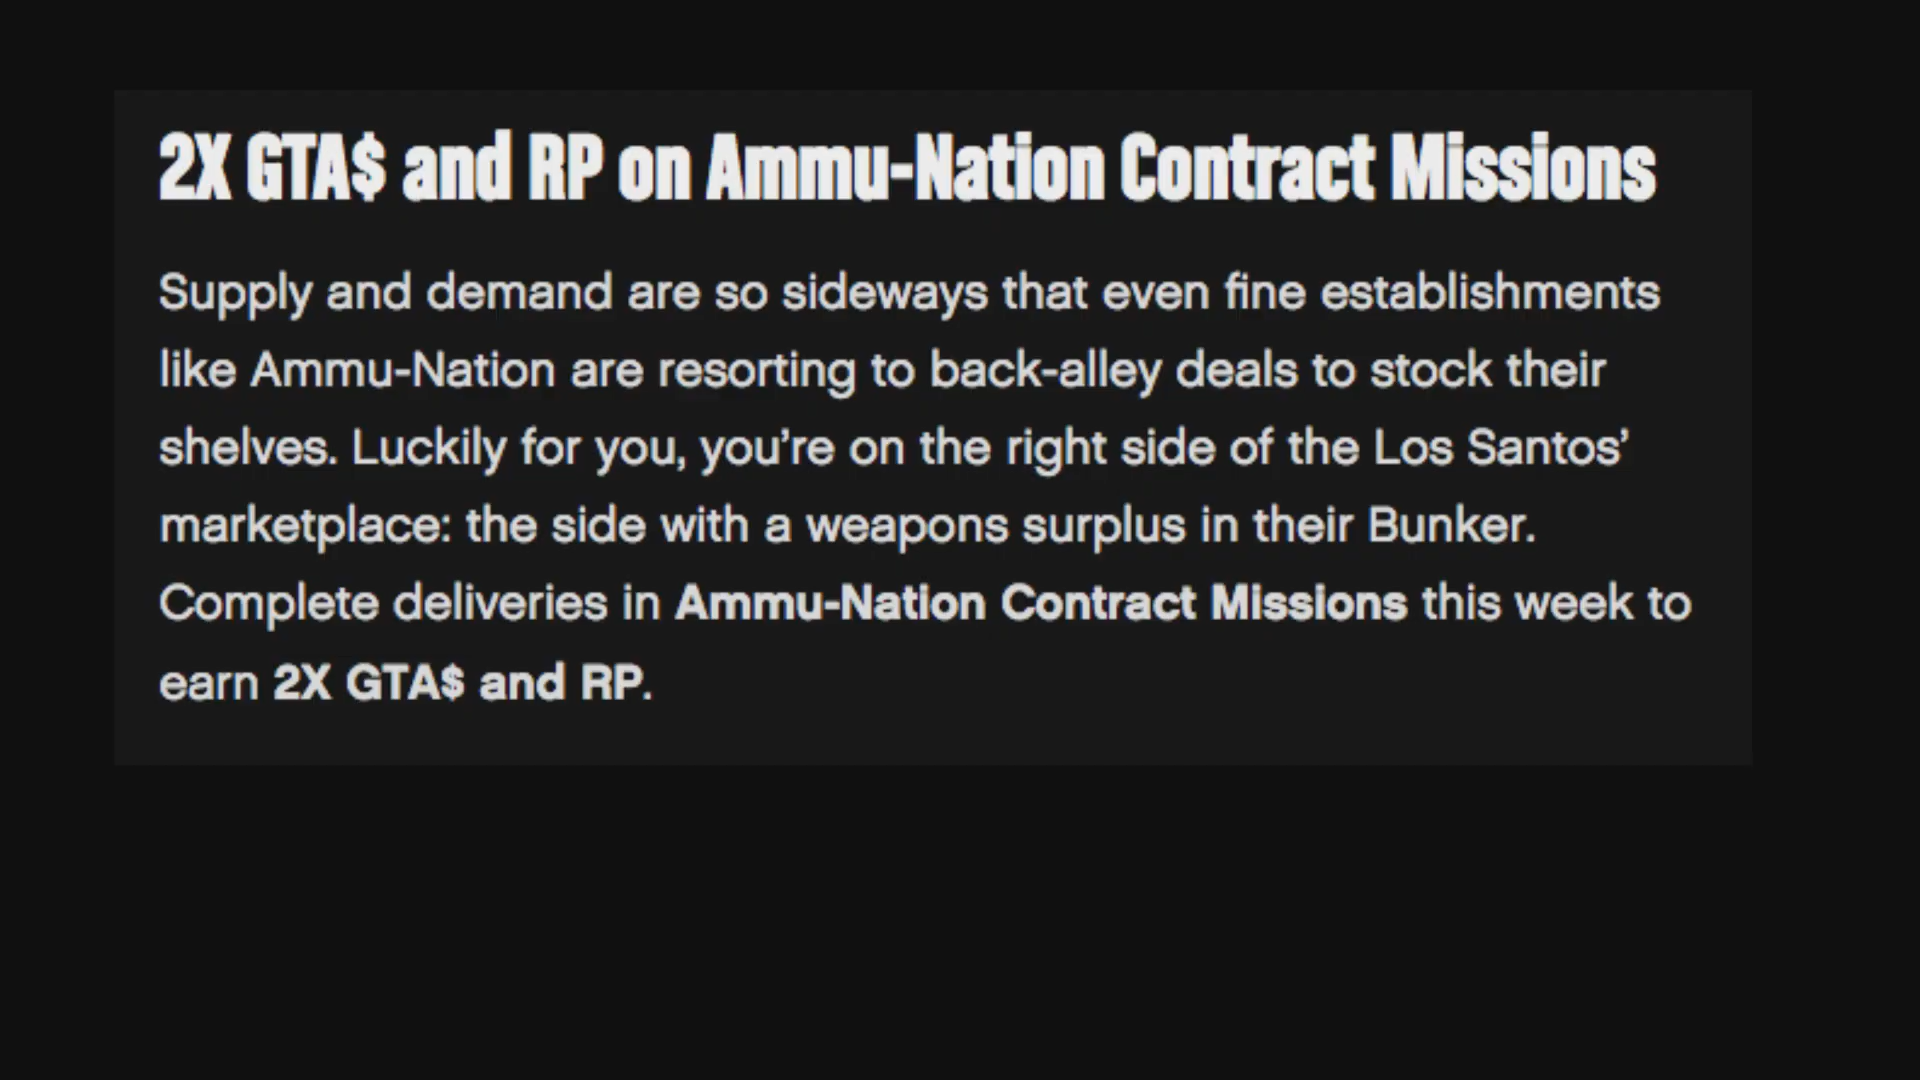 2X GTA$ and RP on Ammu-Nation Contract Missions
Supply and demand are so sideways that even fine establishments
like Ammu-Nation are resorting to back-alley deals to stock their
shelves. Luckily for you, you’re on the right side of the Los Santos’
marketplace: the side with a weapons surplus in their Bunker.
Complete deliveries in Ammu-Nation Contract Missions this week to
earn 2X GTA$ and RP.